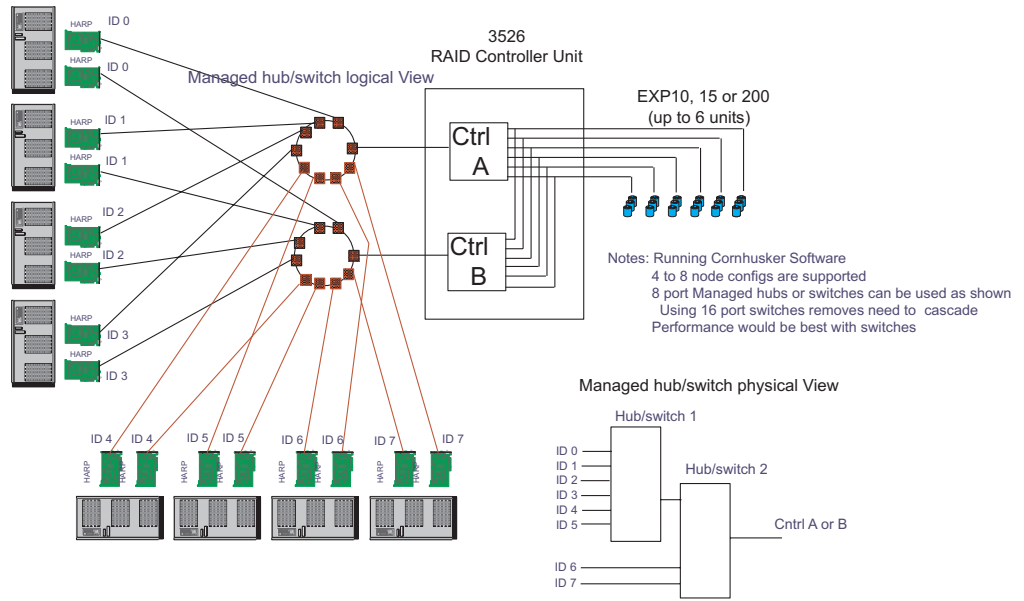 HARP
ID 0
HARP
ID 0
HARP
ID 1
HARP
ID 1
HARP
ID 2
HARP
ID 2
HARP
ID 3
HARP
ID 3
Managed hub/switch logical View
3526
RAID Controller Unit
Ctrl
A
Ctrl
B
EXP10, 15 or 200
(up to 6 units)
Notes: Running Cornhusker Software
4 to 8 node configs are supported
8 port Managed hubs or switches can be used as shown
Using 16 port switches removes need to cascade
Performance would be best with switches
ID 4
ID 4
ID 5
ID 5
ID 6
ID 6
ID 7
ID 7
HARP
HARP
HARP
HARP
HARP
HARP
HARP
HARP
Managed hub/switch physical View
Hub/switch 1
ID 0
ID 1
ID 2
ID 3
ID 4
ID 5
Hub/switch 2
Cntrl A or B
ID 6
ID 7